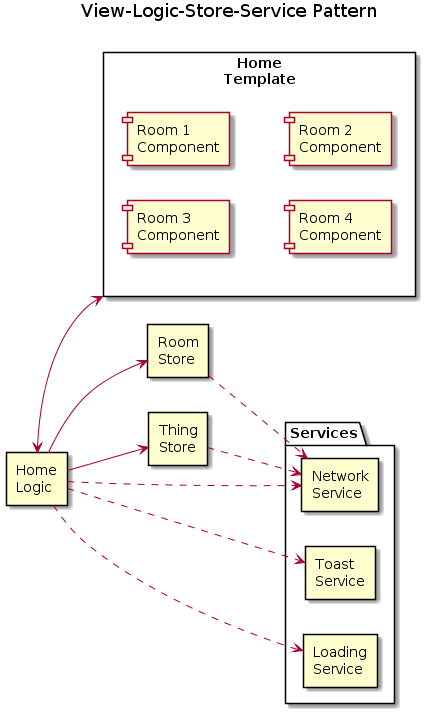 View-Logic-Store-Service Pattern
Home
Template
Room 1
Component
Room 2
Component
Room 3
Component
Room 4
Component
Room
Store
Thing
Store
Services
Home
Logic
Network
Service
Toast
Service
Loading
Service